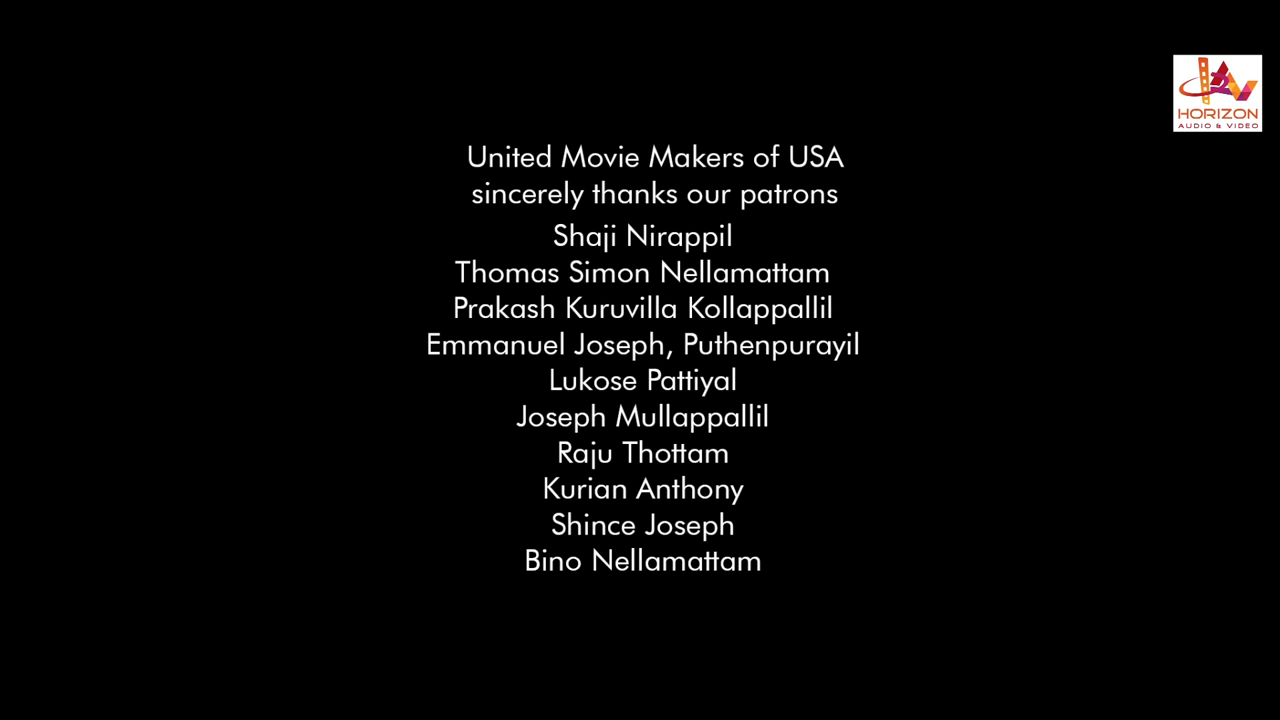 HORIZON
AUDIO & VIDEO
United Movie Makers of USA
sincerely thanks our patrons
Shaji Nirappil
Thomas Simon Nellamattam
Prakash Kuruvilla Kollappallil
Emmanuel Joseph, Puthenpurayil
Lukose Pattiyal
Joseph Mullappallil
Raju Thottam
Kurian Anthony
Shince Joseph
Bino Nellamattam